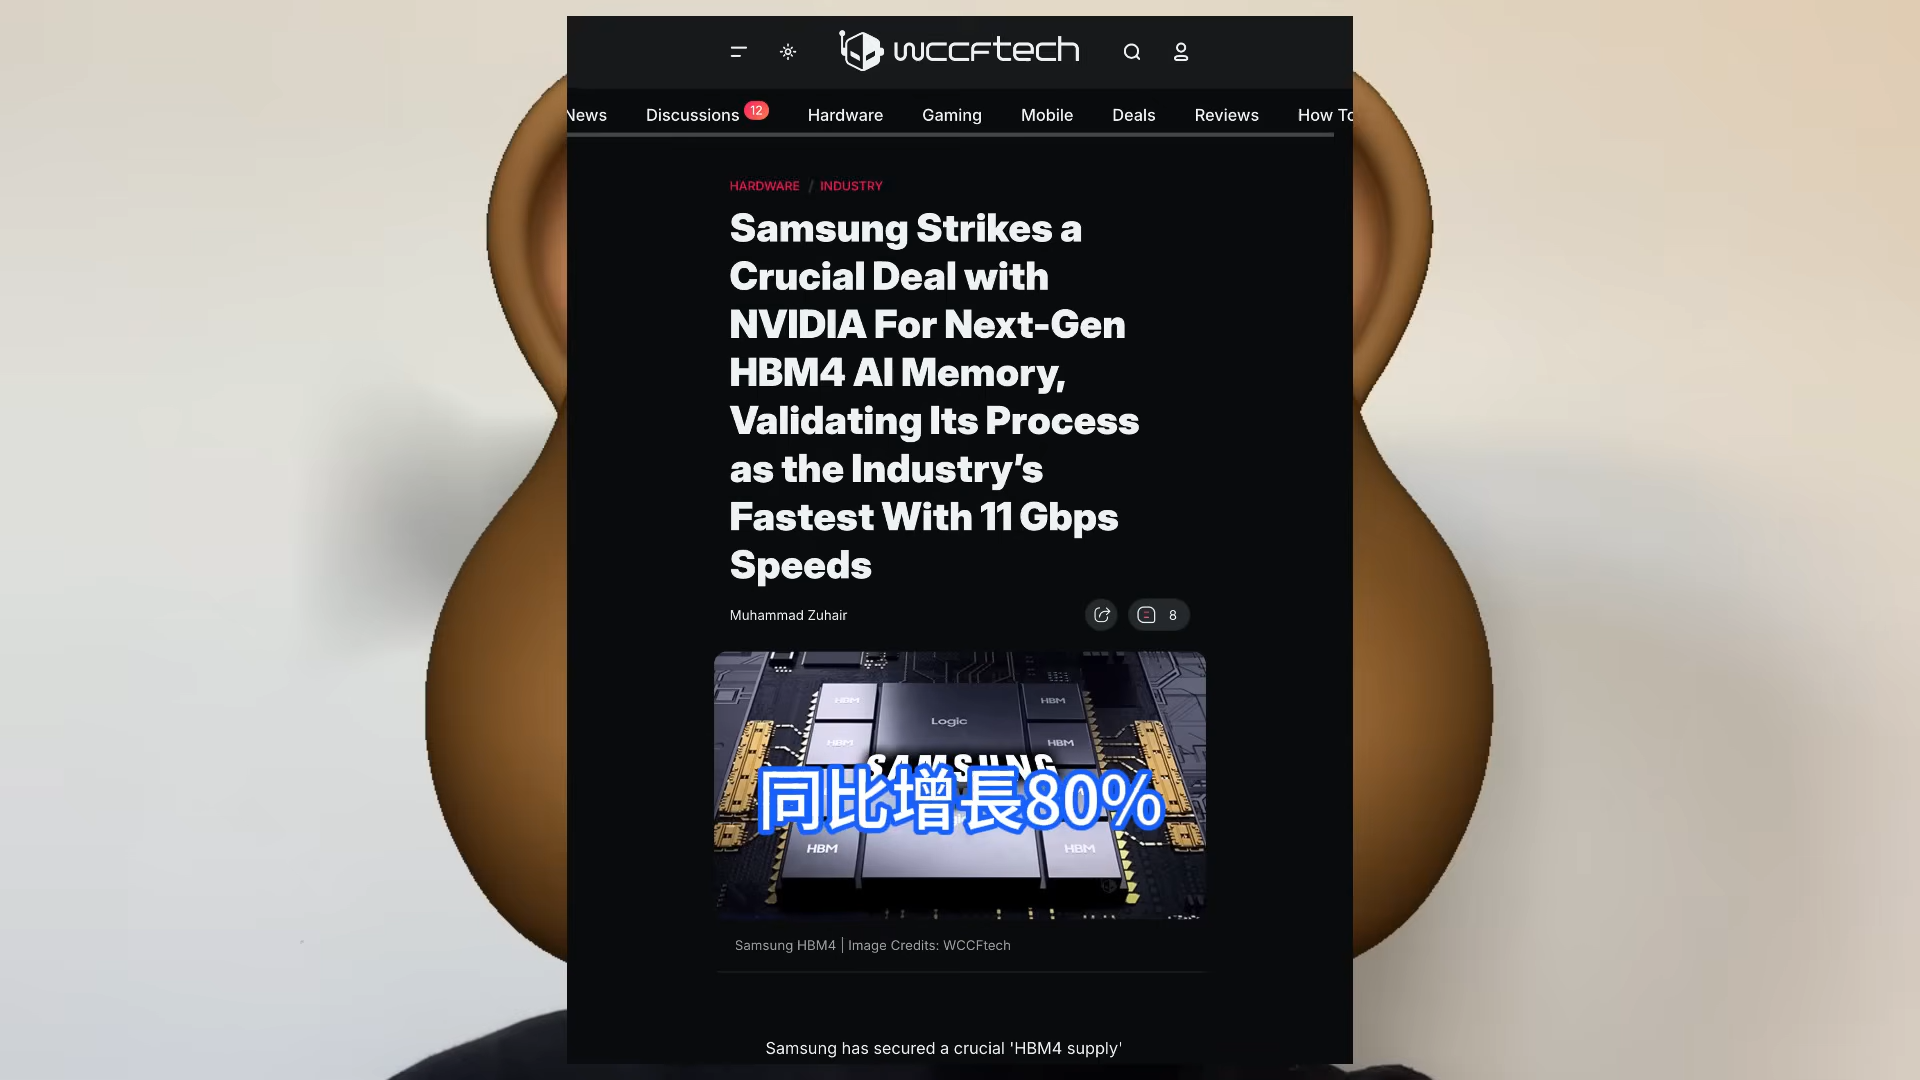 WCCFTECH
News Discussions 12 Hardware Gaming Mobile Deals Reviews How To
HARDWARE / INDUSTRY
Samsung Strikes a
Crucial Deal with
NVIDIA For Next-Gen
HBM4 AI Memory,
Validating Its Process
as the Industry’s
Fastest With 11 Gbps
Speeds
Muhammad Zuhair
8
HBM
Logic
HBM
HBM
HBM
SAMSUNG
同比增長80%
HBM
HBM
Samsung HBM4 | Image Credits: WCCFtech
Samsung has secured a crucial 'HBM4 supply'